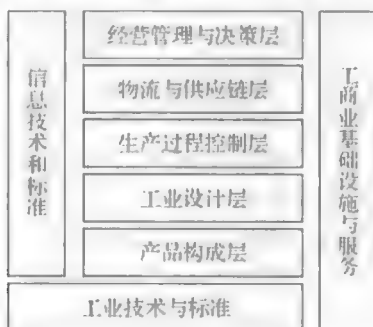 经营管理与决策层
物流与供应链层
生产过程控制层
工业设计层
产品构成层
信息技术和标准
工商业基础设施与服务
工业技术与标准